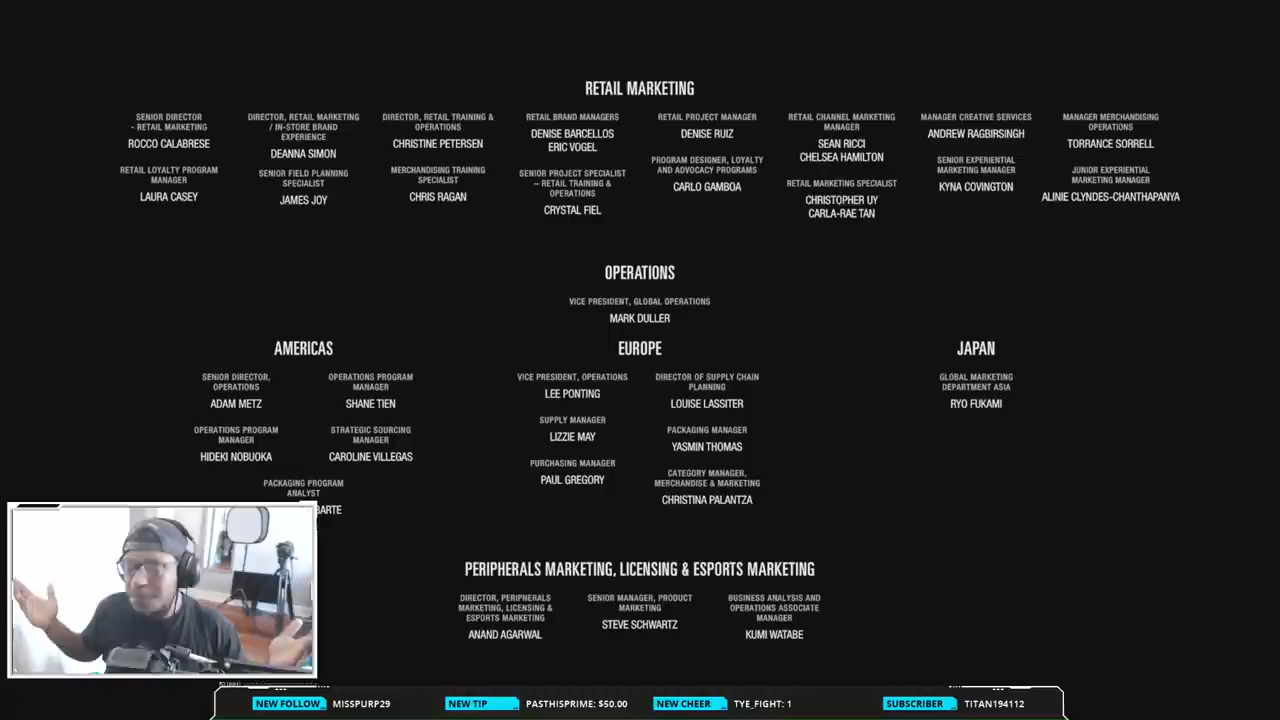 RETAIL MARKETING
SENIOR DIRECTOR
- RETAIL MARKETING
ROCCO CALABRESE
RETAIL LOYALTY PROGRAM
MANAGER
LAURA CASEY
DIRECTOR, RETAIL MARKETING
/ IN-STORE BRAND
EXPERIENCE
DEANNA SIMON
SENIOR FIELD PLANNING
SPECIALIST
JAMES JOY
DIRECTOR, RETAIL TRAINING &
OPERATIONS
CHRISTINE PETERSEN
MERCHANDISING TRAINING
SPECIALIST
CHRIS RAGAN
RETAIL BRAND MANAGERS
DENISE BARCELLOS
ERIC VOGEL
SENIOR PROJECT SPECIALIST
– RETAIL TRAINING &
OPERATIONS
CRYSTAL FIEL
RETAIL PROJECT MANAGER
DENISE RUIZ
PROGRAM DESIGNER, LOYALTY
AND ADVOCACY PROGRAMS
CARLO GAMBOA
RETAIL CHANNEL MARKETING
MANAGER
SEAN RICCI
CHELSEA HAMILTON
RETAIL MARKETING SPECIALIST
CHRISTOPHER UY
CARLA-RAE TAN
MANAGER CREATIVE SERVICES
ANDREW RAGBIRSINGH
SENIOR EXPERIENTIAL
MARKETING MANAGER
KYNA COVINGTON
MANAGER MERCHANDISING
OPERATIONS
TORRANCE SORRELL
JUNIOR EXPERIENTIAL
MARKETING MANAGER
ALINIE CLYNDES-CHANTHAPANYA
OPERATIONS
VICE PRESIDENT, GLOBAL OPERATIONS
MARK DULLER
AMERICAS
SENIOR DIRECTOR,
OPERATIONS
ADAM METZ
OPERATIONS PROGRAM
MANAGER
HIDEKI NOBUOKA
OPERATIONS PROGRAM
MANAGER
SHANE TIEN
STRATEGIC SOURCING
MANAGER
CAROLINE VILLEGAS
PACKAGING PROGRAM
ANALYST
BARTE
EUROPE
VICE PRESIDENT, OPERATIONS
LEE PONTING
SUPPLY MANAGER
LIZZIE MAY
PURCHASING MANAGER
PAUL GREGORY
DIRECTOR OF SUPPLY CHAIN
PLANNING
LOUISE LASSITER
PACKAGING MANAGER
YASMIN THOMAS
CATEGORY MANAGER,
MERCHANDISE & MARKETING
CHRISTINA PALANTZA
JAPAN
GLOBAL MARKETING
DEPARTMENT ASIA
RYO FUKAMI
PERIPHERALS MARKETING, LICENSING & ESPORTS MARKETING
DIRECTOR, PERIPHERALS
MARKETING, LICENSING &
ESPORTS MARKETING
ANAND AGARWAL
SENIOR MANAGER, PRODUCT
MARKETING
STEVE SCHWARTZ
BUSINESS ANALYSIS AND
OPERATIONS ASSOCIATE
MANAGER
KUMI WATABE
NEW FOLLOW MISSPURP29
NEW TIP PASTHISPRIME: $50.00
NEW CHEER TYE_FIGHT: 1
SUBSCRIBER TITAN194112